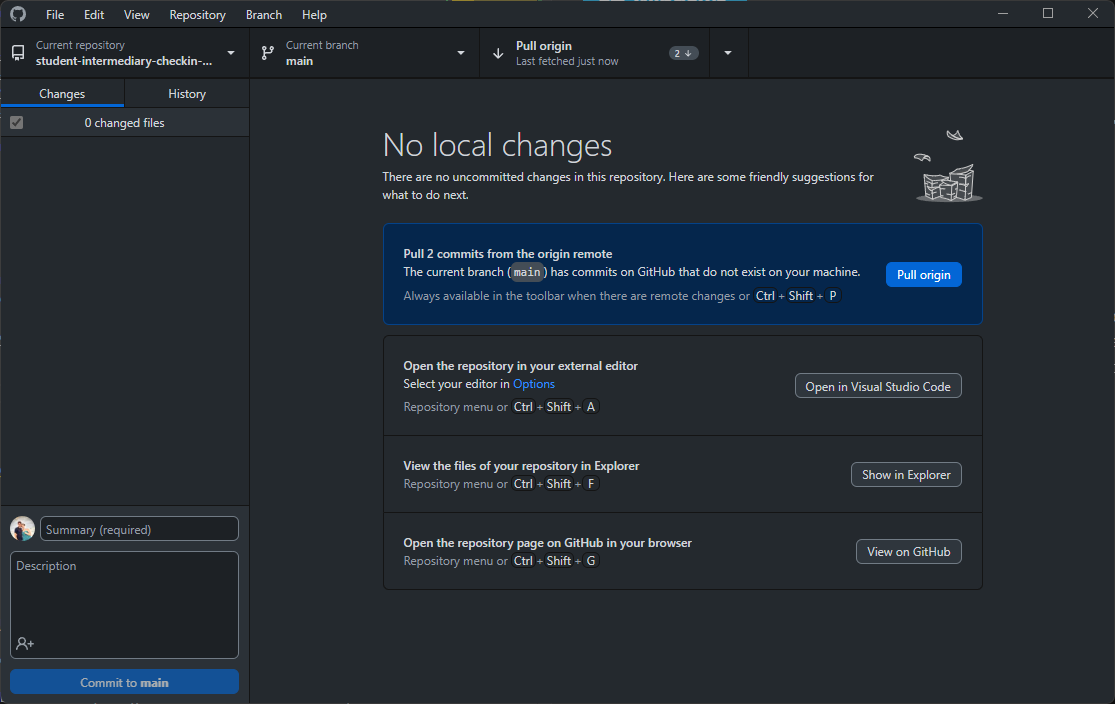 File Edit View Repository Branch Help
Current repository
student-intermediary-checkin-...
Current branch
main
Pull origin
Last fetched just now
2
Changes History
0 changed files
No local changes
There are no uncommitted changes in this repository. Here are some friendly suggestions for
what to do next.
Pull 2 commits from the origin remote
The current branch (main) has commits on GitHub that do not exist on your machine.
Always available in the toolbar when there are remote changes or Ctrl + Shift + P
Pull origin
Open the repository in your external editor
Select your editor in Options
Repository menu or Ctrl + Shift + A
Open in Visual Studio Code
View the files of your repository in Explorer
Repository menu or Ctrl + Shift + F
Show in Explorer
Open the repository page on GitHub in your browser
Repository menu or Ctrl + Shift + G
View on GitHub
Summary (required)
Description
Commit to main